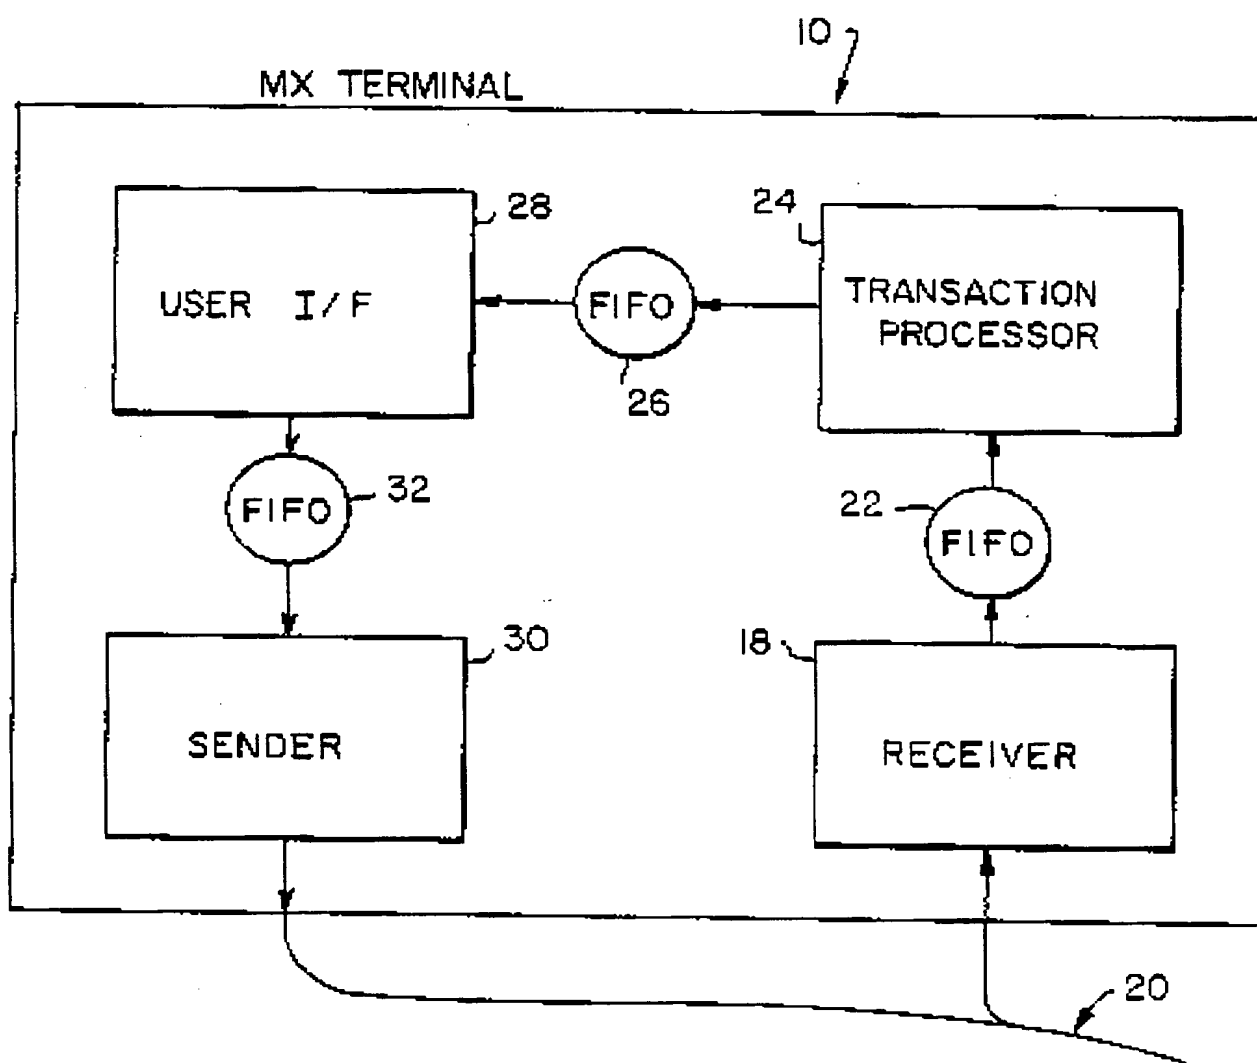 10
MX TERMINAL
28
24
USER I/F
FIFO
TRANSACTION
PROCESSOR
26
FIFO
32
22
FIFO
30
18
SENDER
RECEIVER
20